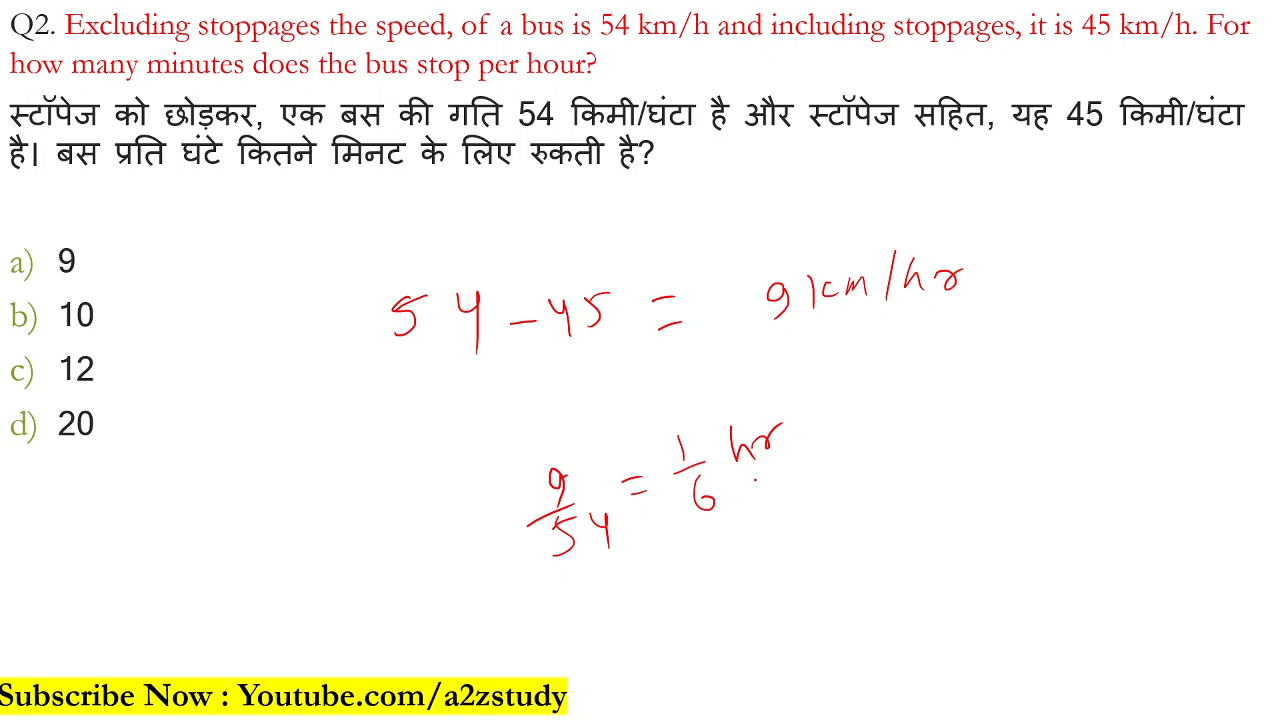 Q2. Excluding stoppages the speed, of a bus is 54 km/h and including stoppages, it is 45 km/h. For
how many minutes does the bus stop per hour?
स्टॉपेज को छोड़कर, एक बस की गति 54 किमी/घंटा है और स्टॉपेज सहित, यह 45 किमी/घंटा
है। बस प्रति घंटे कितने मिनट के लिए रुकती है?
a) 9
b) 10
c) 12
d) 20
54 - 45 = 9 km/hr
9/54 = 1/6 hr
Subscribe Now : Youtube.com/a2zstudy